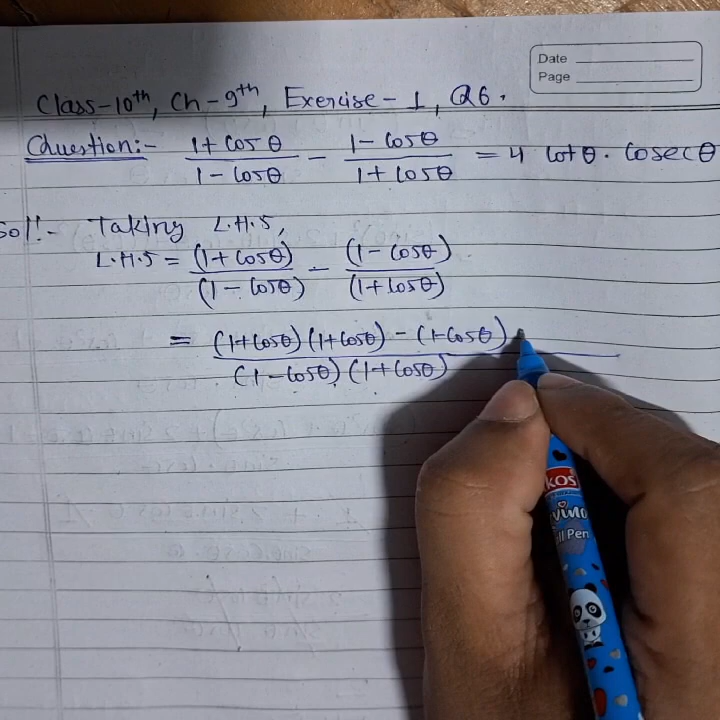 Date
Page
Class-10th, Ch-9th, Exercise-1, Q6.
Question:- (1+cosθ)/(1-cosθ) - (1-cosθ)/(1+cosθ) = 4 cotθ. cosecθ
Sol!:- Taking L.H.S,
L.H.S = (1+cosθ)/(1-cosθ) - (1-cosθ)/(1+cosθ)
= (1+cosθ)(1+cosθ)-(1-cosθ)
(1-cosθ)(1+cosθ)
Pen